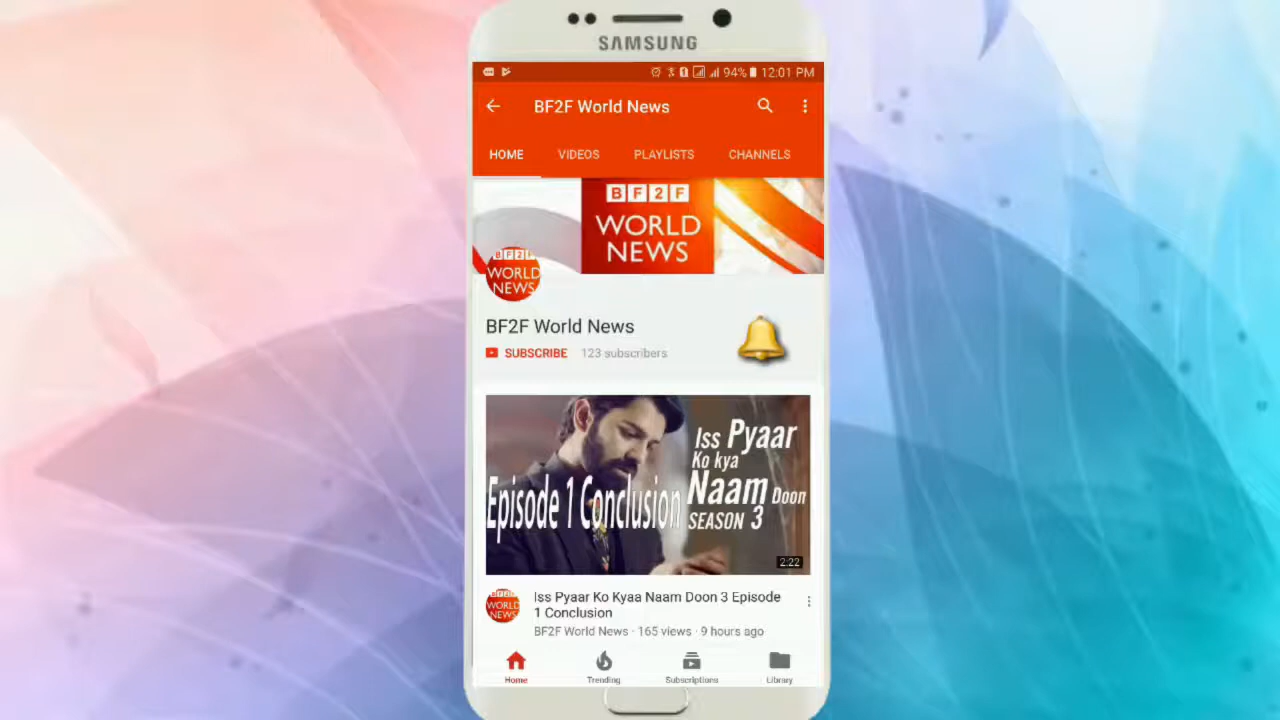 SAMSUNG
94% 12:01 PM
BF2F World News
HOME VIDEOS PLAYLISTS CHANNELS
BF2F
WORLD
NEWS
BF2F
WORLD
NEWS
BF2F World News
SUBSCRIBE 123 subscribers
Iss Pyaar
Ko kya
Naam Doon
SEASON 3
Episode 1 Conclusion
2:22
BF2F
WORLD
NEWS
Iss Pyaar Ko Kyaa Naam Doon 3 Episode
1 Conclusion
BF2F World News · 165 views · 9 hours ago
Home Trending Subscriptions Library